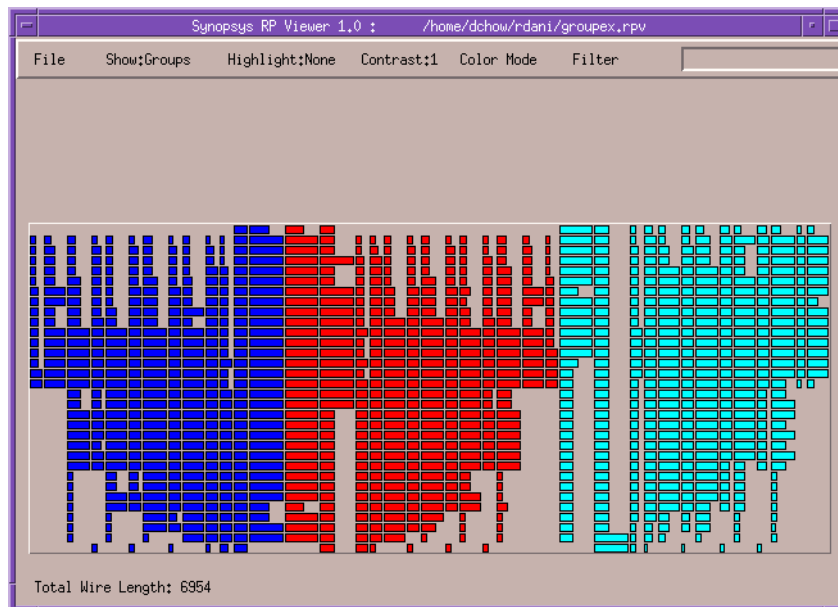 Synopsys RP Viewer 1.0 : /home/dchow/rdani/groupex.rpv
File Show:Groups Highlight:None Contrast:1 Color Mode Filter
Total Wire Length: 6954